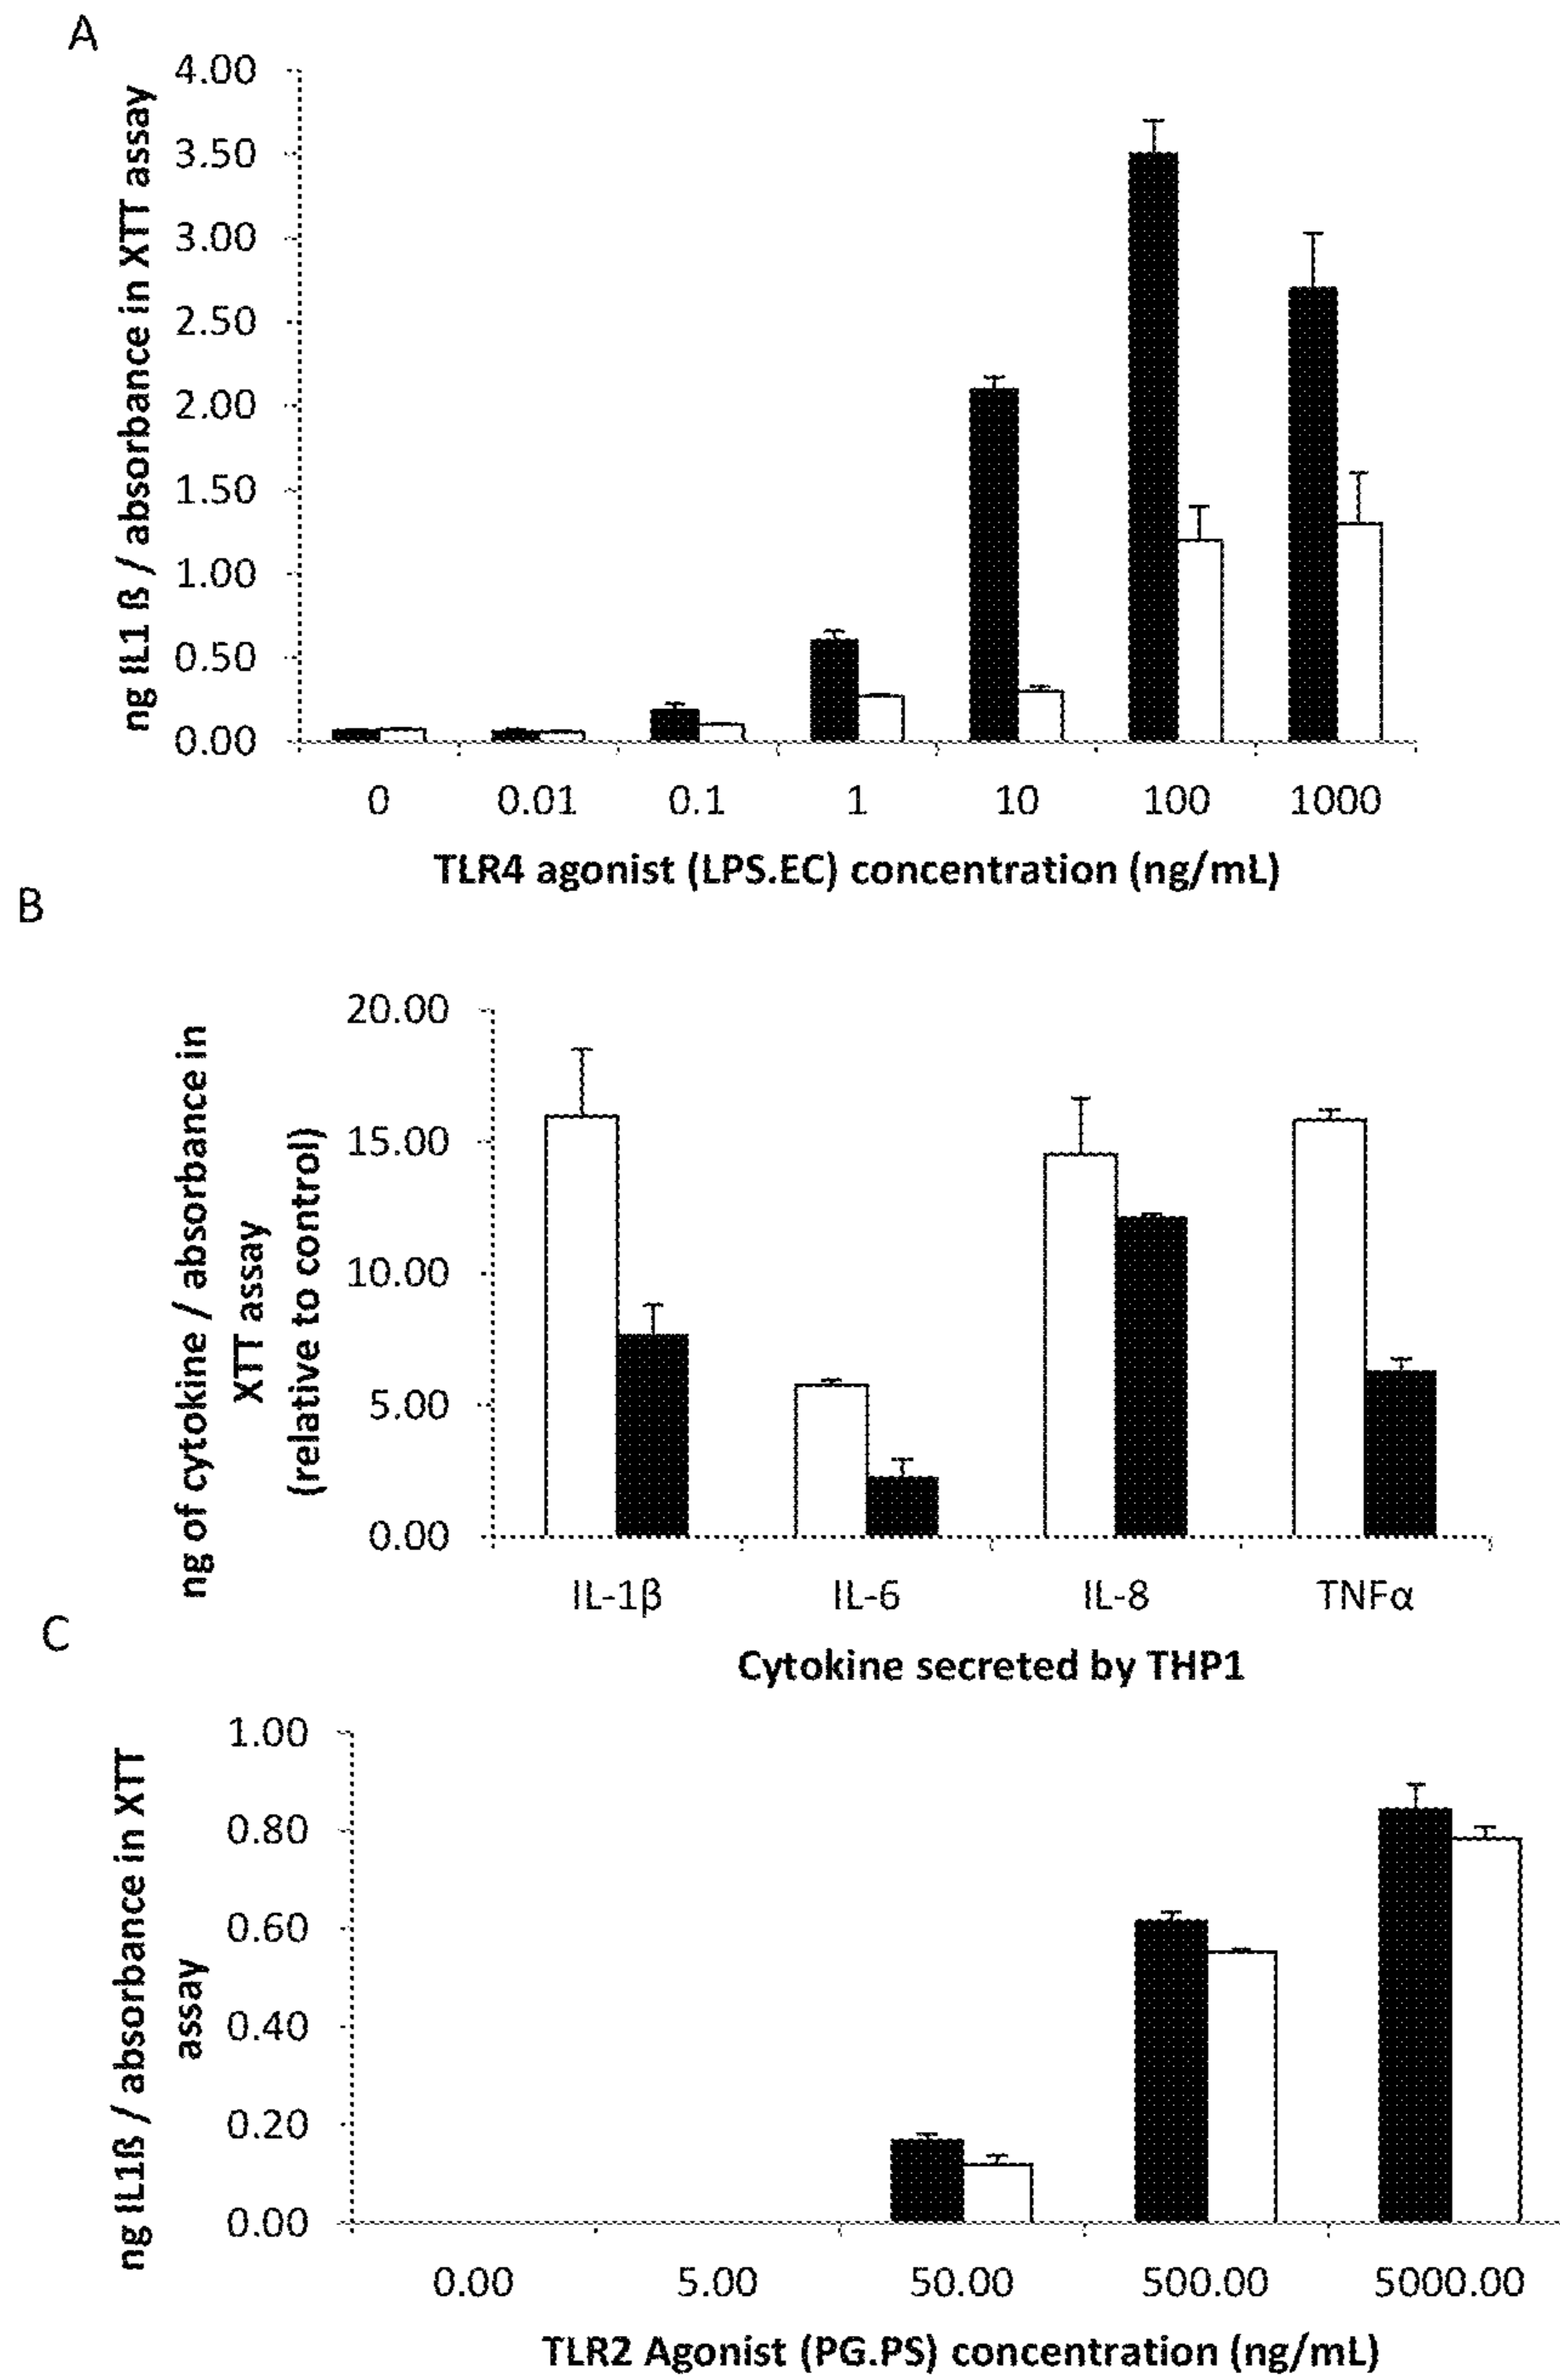 A
4.00
3.50
3.00
2.50
2.00
1.50
1.00
0.50
0.00
ng IL1 ß / absorbance in XTT assay
0 0.01 0.1 1 10 100 1000
TLR4 agonist (LPS.EC) concentration (ng/mL)
B
20.00
15.00
10.00
5.00
0.00
ng of cytokine / absorbance in
XTT assay
(relative to control)
IL-1β IL-6 IL-8 TNFα
Cytokine secreted by THP1
C
1.00
0.80
0.60
0.40
0.20
0.00
ng IL1ß / absorbance in XTT
assay
0.00 5.00 50.00 500.00 5000.00
TLR2 Agonist (PG.PS) concentration (ng/mL)